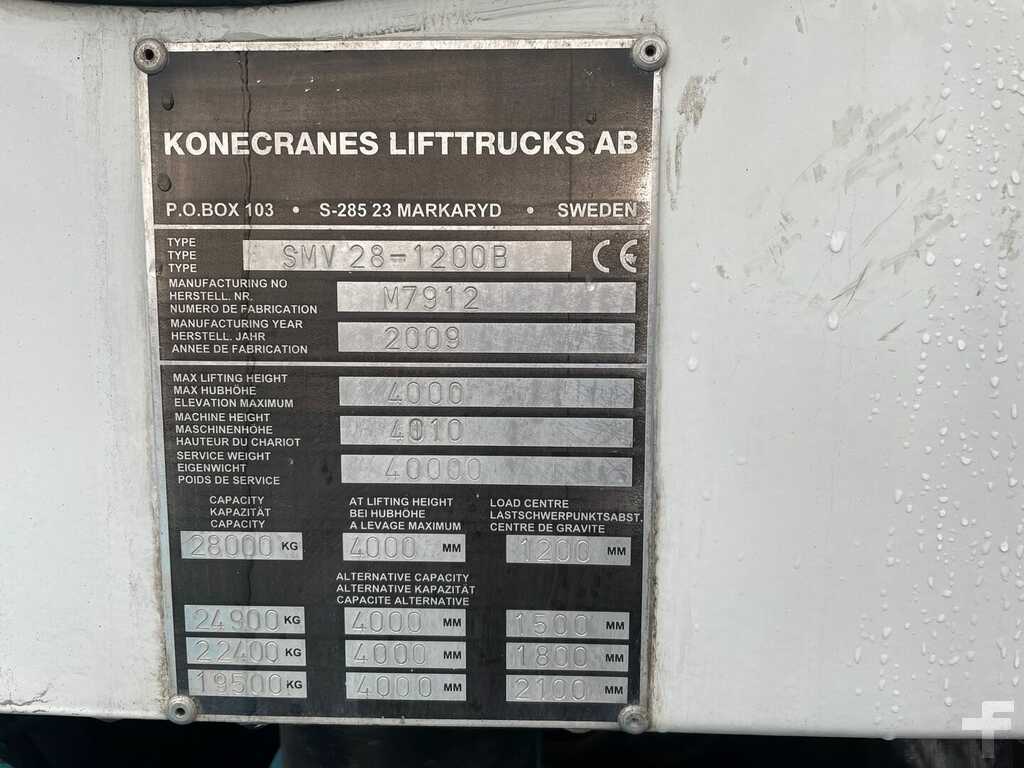 KONECRANES LIFTTRUCKS AB
P.O.BOX 103 • S-285 23 MARKARYD • SWEDEN
TYPE
TYPE
TYPE
SMV 28-1200B
CE
MANUFACTURING NO
HERSTELL. NR.
NUMERO DE FABRICATION
M7912
MANUFACTURING YEAR
HERSTELL. JAHR
ANNEE DE FABRICATION
2009
MAX LIFTING HEIGHT
MAX HUBHÖHE
ELEVATION MAXIMUM
4000
MACHINE HEIGHT
MASCHINENHÖHE
HAUTEUR DU CHARIOT
4010
SERVICE WEIGHT
EIGENWICHT
POIDS DE SERVICE
40000
CAPACITY
KAPAZITÄT
CAPACITY
AT LIFTING HEIGHT
BEI HUBHÖHE
A LEVAGE MAXIMUM
LOAD CENTRE
LASTSCHWERPUNKTSABST.
CENTRE DE GRAVITE
28000 KG 4000 MM 1200 MM
ALTERNATIVE CAPACITY
ALTERNATIVE KAPAZITÄT
CAPACITE ALTERNATIVE
24900 KG 4000 MM 1500 MM
22400 KG 4000 MM 1800 MM
19500 KG 4000 MM 2100 MM